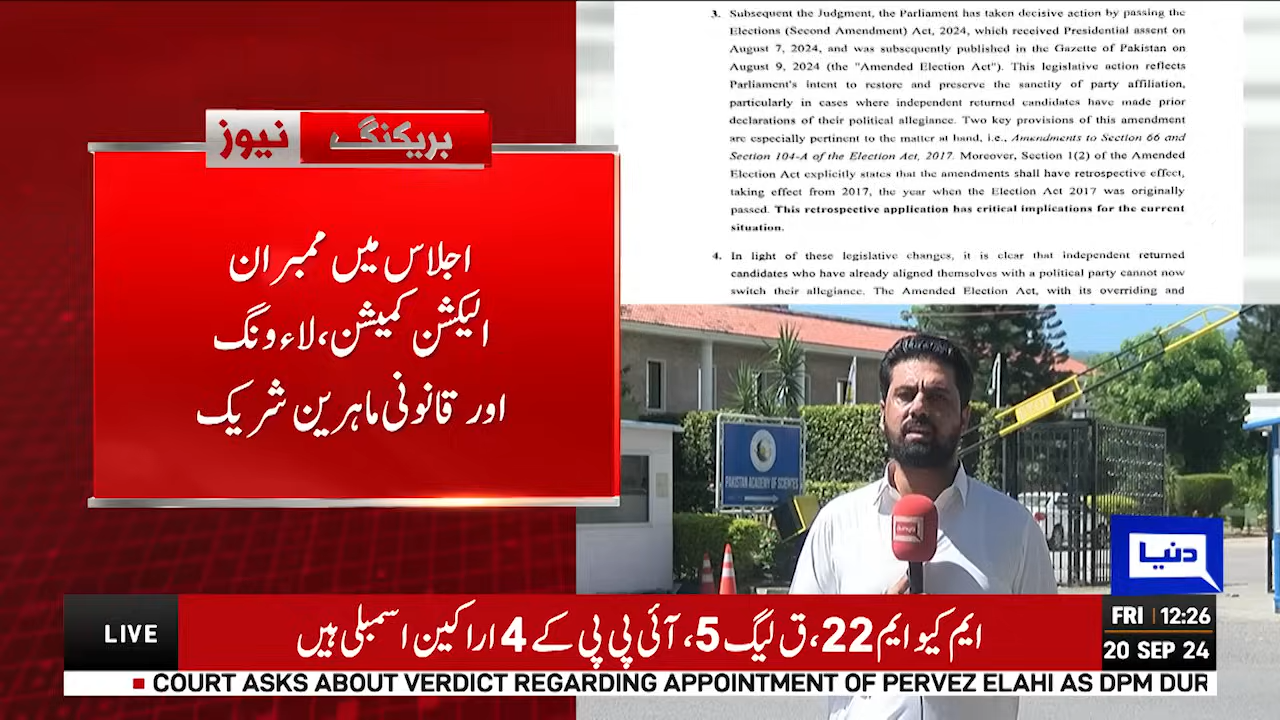 بریکنگ نیوز
اجلاس میں ممبران
الیکشن کمیشن،لاءونگ
اور قانونی ماہرین شریک
3. Subsequent the Judgment, the Parliament has taken decisive action by passing the
Elections (Second Amendment) Act, 2024, which received Presidential assent on
August 7, 2024, and was subsequently published in the Gazette of Pakistan on
August 9, 2024 (the "Amended Election Act"). This legislative action reflects
Parliament's intent to restore and preserve the sanctity of party affiliation,
particularly in cases where independent returned candidates have made prior
declarations of their political allegiance. Two key provisions of this amendment
are especially pertinent to the matter at hand, i.e., Amendments to Section 66 and
Section 104-A of the Election Act, 2017. Moreover, Section 1(2) of the Amended
Election Act explicitly states that the amendments shall have retrospective effect,
taking effect from 2017, the year when the Election Act 2017 was originally
passed. This retrospective application has critical implications for the current
situation.
4. In light of these legislative changes, it is clear that independent returned
candidates who have already aligned themselves with a political party cannot now
switch their allegiance. The Amended Election Act, with its overriding and
PAKISTAN ACADEMY OF SCIENCES
دنیا
LIVE
ایم کیو ایم 22، ق لیگ 5، آئی پی پی کے 4 اراکین اسمبلی ہیں
FRI 12:26
20 SEP 24
COURT ASKS ABOUT VERDICT REGARDING APPOINTMENT OF PERVEZ ELAHI AS DPM DUR